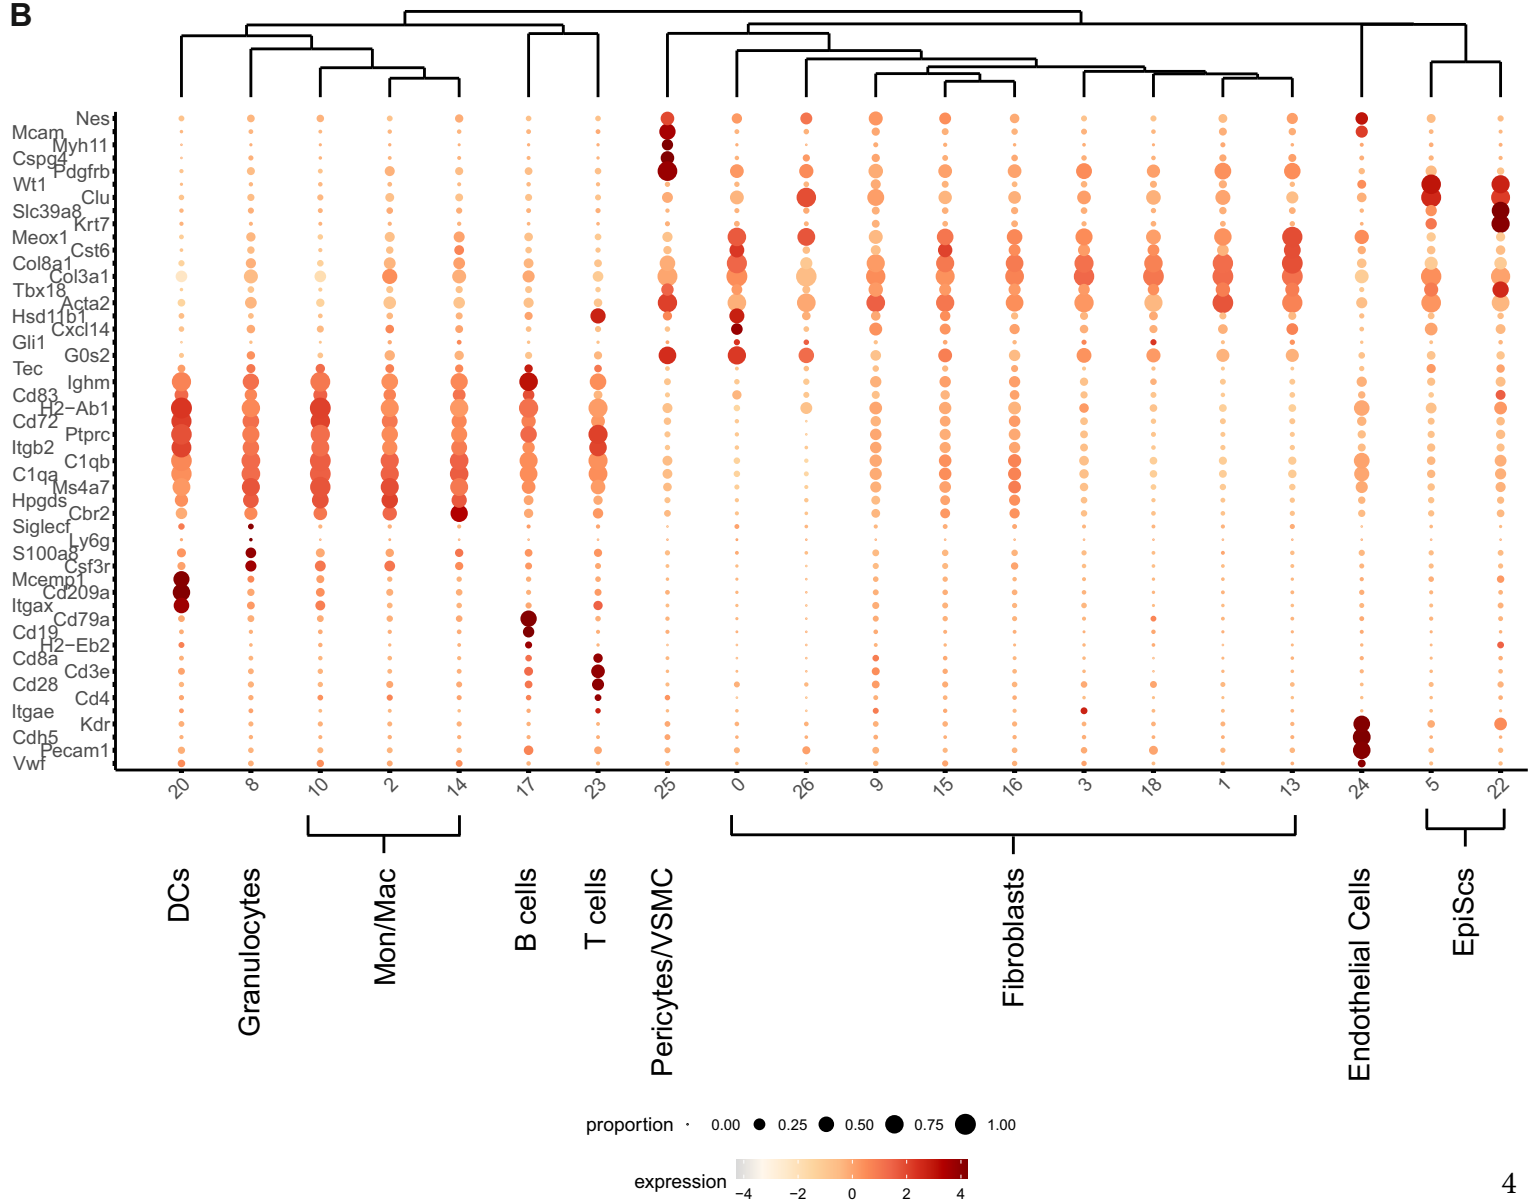 B
Nes
Mcam
Myh11
Cspg4
Pdgfrb
Wt1
Clu
Slc39a8
Krt7
Meox1
Cst6
Col8a1
Col3a1
Tbx18
Acta2
Hsd11b1
Cxcl14
Gli1
G0s2
Tec
Ighm
Cd83
H2−Ab1
Cd72
Ptprc
Itgb2
C1qb
C1qa
Ms4a7
Hpgds
Cbr2
Siglecf
Ly6g
S100a8
Csf3r
Mcemp1
Cd209a
Itgax
Cd79a
Cd19
H2−Eb2
Cd8a
Cd3e
Cd28
Cd4
Itgae
Kdr
Cdh5
Pecam1
Vwf
20 8 10 2 14 17 23 25 0 26 9 15 16 3 18 1 13 24 5 22
DCs
Granulocytes
Mon/Mac
B cells
T cells
Pericytes/VSMC
Fibroblasts
Endothelial Cells
EpiScs
proportion 0.00 0.25 0.50 0.75 1.00
expression −4 −2 0 2 4
4